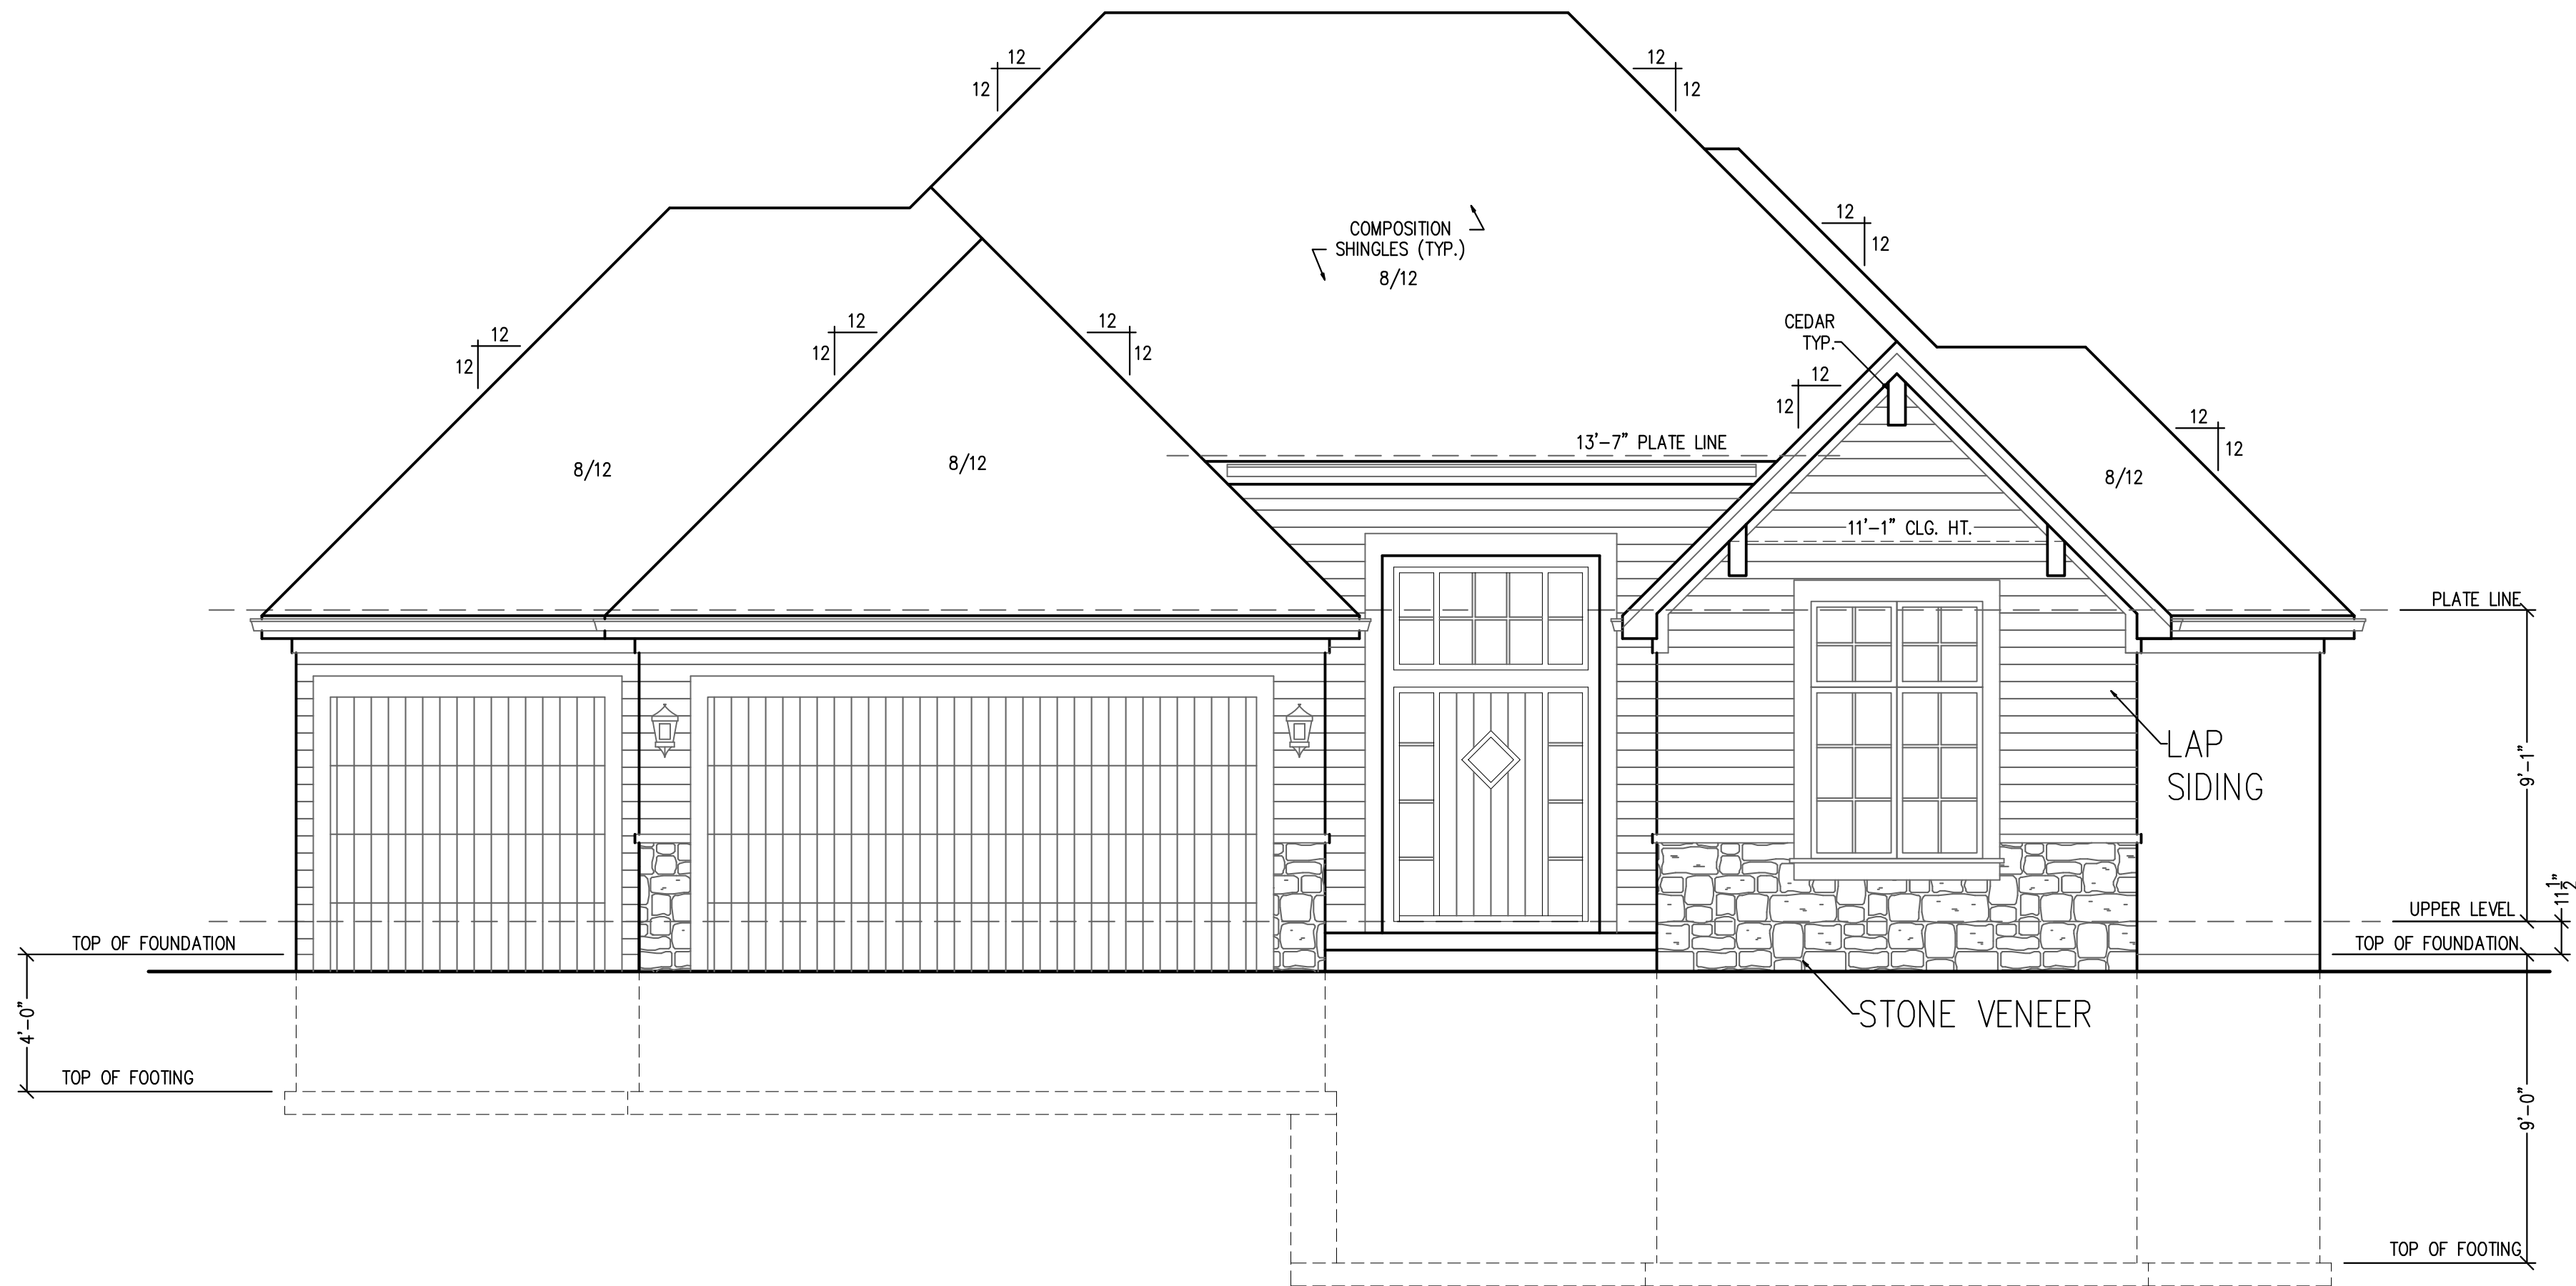 12
12
12
12
COMPOSITION
SHINGLES (TYP.)
8/12
12
12
12
12
12
12
12
12
CEDAR
TYP.
12
12
12
12
13'-7" PLATE LINE
8/12
8/12
8/12
11'-1" CLG. HT.
PLATE LINE
LAP
SIDING
9'-1"
11 1/2"
UPPER LEVEL
TOP OF FOUNDATION
TOP OF FOUNDATION
STONE VENEER
4'-0"
TOP OF FOOTING
9'-0"
TOP OF FOOTING